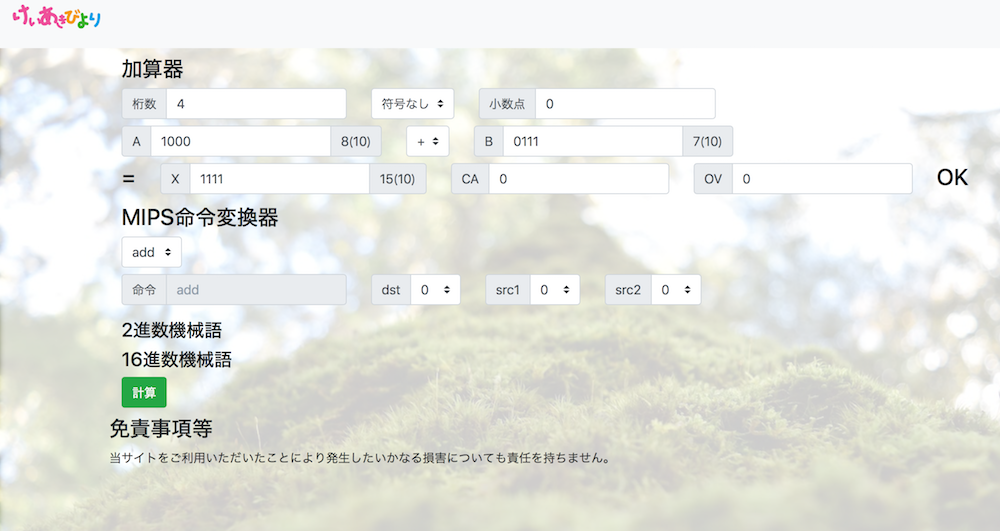 けいあきびより
加算器
桁数 4 符号なし 小数点 0
A 1000 8(10) + B 0111 7(10)
= X 1111 15(10) CA 0 OV 0 OK
MIPS命令変換器
add
命令 add dst 0 src1 0 src2 0
2進数機械語
16進数機械語
計算
免責事項等
当サイトをご利用いただいたことにより発生したいかなる損害についても責任を持ちません。